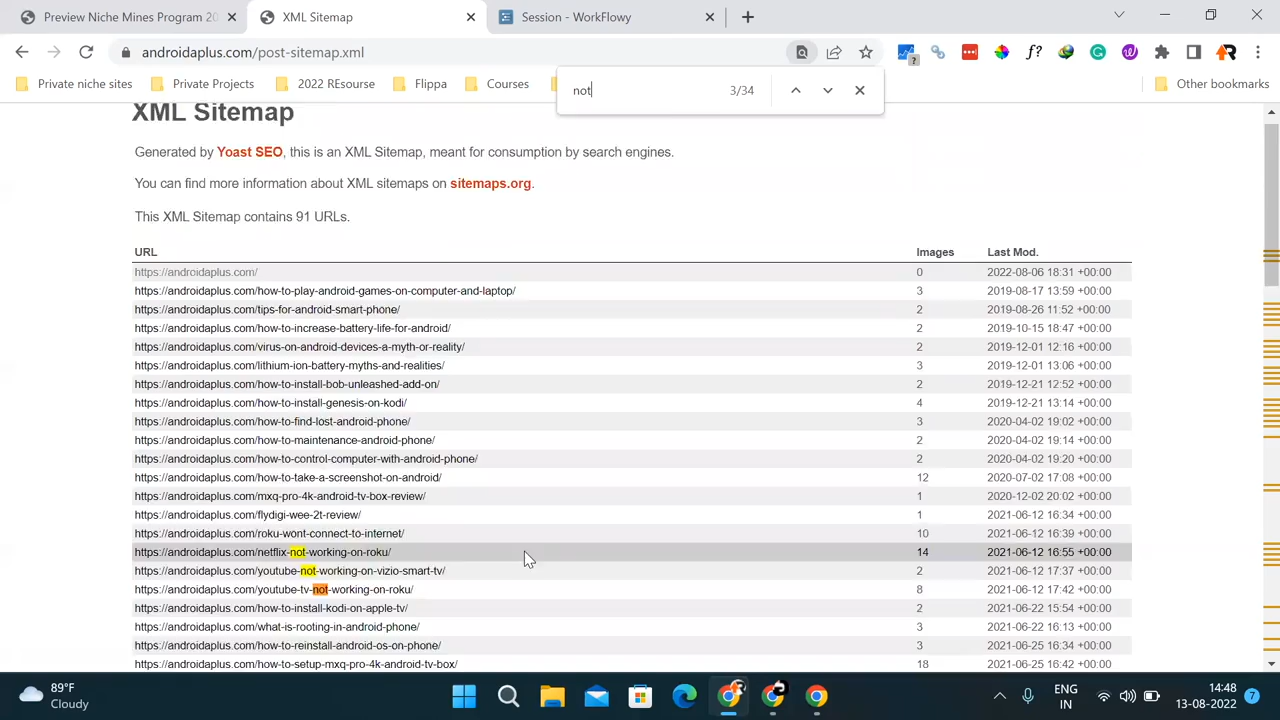 Preview Niche Mines Program 20
XML Sitemap
Session - WorkFlowy
androidaplus.com/post-sitemap.xml
f?
?
Private niche sites
Private Projects
2022 REsource
Flippa
Courses
not
3/34
Other bookmarks
XML Sitemap
Generated by Yoast SEO, this is an XML Sitemap, meant for consumption by search engines.
You can find more information about XML sitemaps on sitemaps.org.
This XML Sitemap contains 91 URLs.
URL Images Last Mod.
https://androidaplus.com/ 0 2022-08-06 18:31 +00:00
https://androidaplus.com/how-to-play-android-games-on-computer-and-laptop/ 3 2019-08-17 13:59 +00:00
https://androidaplus.com/tips-for-android-smart-phone/ 2 2019-08-26 11:52 +00:00
https://androidaplus.com/how-to-increase-battery-life-for-android/ 2 2019-10-15 18:47 +00:00
https://androidaplus.com/virus-on-android-devices-a-myth-or-reality/ 2 2019-12-01 12:16 +00:00
https://androidaplus.com/lithium-ion-battery-myths-and-realities/ 3 2019-12-01 13:06 +00:00
https://androidaplus.com/how-to-install-bob-unleashed-add-on/ 2 2019-12-21 12:52 +00:00
https://androidaplus.com/how-to-install-genesis-on-kodi/ 4 2019-12-21 13:14 +00:00
https://androidaplus.com/how-to-find-lost-android-phone/ 3 2020-04-02 19:02 +00:00
https://androidaplus.com/how-to-maintenance-android-phone/ 2 2020-04-02 19:14 +00:00
https://androidaplus.com/how-to-control-computer-with-android-phone/ 2 2020-04-02 19:20 +00:00
https://androidaplus.com/how-to-take-a-screenshot-on-android/ 12 2020-07-02 17:08 +00:00
https://androidaplus.com/mxq-pro-4k-android-tv-box-review/ 1 2020-12-02 20:02 +00:00
https://androidaplus.com/flydigi-wee-2t-review/ 1 2021-06-12 16:34 +00:00
https://androidaplus.com/roku-wont-connect-to-internet/ 10 2021-06-12 16:39 +00:00
https://androidaplus.com/netflix-not-working-on-roku/ 14 2021-06-12 16:55 +00:00
https://androidaplus.com/youtube-not-working-on-vizio-smart-tv/ 2 2021-06-12 17:37 +00:00
https://androidaplus.com/youtube-tv-not-working-on-roku/ 8 2021-06-12 17:42 +00:00
https://androidaplus.com/how-to-install-kodi-on-apple-tv/ 2 2021-06-22 15:54 +00:00
https://androidaplus.com/what-is-rooting-in-android-phone/ 3 2021-06-22 16:13 +00:00
https://androidaplus.com/how-to-reinstall-android-os-on-phone/ 3 2021-06-25 16:34 +00:00
https://androidaplus.com/how-to-setup-mxq-pro-4k-android-tv-box/ 18 2021-06-25 16:42 +00:00
89°F
Cloudy
ENG
IN
14:48
13-08-2022
7